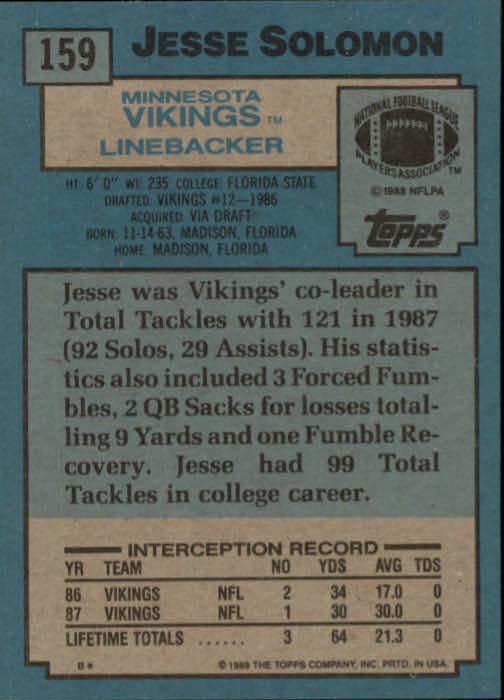 159
JESSE SOLOMON
MINNESOTA
VIKINGS TM
LINEBACKER
NATIONAL FOOTBALL LEAGUE
PLAYERS ASSOCIATION TM
© 1988 NFLPA
topps®
HT: 6' 0" WT: 235 COLLEGE: FLORIDA STATE
DRAFTED: VIKINGS #12—1986
ACQUIRED: VIA DRAFT
BORN: 11-14-63, MADISON, FLORIDA
HOME: MADISON, FLORIDA
Jesse was Vikings' co-leader in
Total Tackles with 121 in 1987
(92 Solos, 29 Assists). His statis-
tics also included 3 Forced Fum-
bles, 2 QB Sacks for losses total-
ling 9 Yards and one Fumble Re-
covery. Jesse had 99 Total
Tackles in college career.
INTERCEPTION RECORD
YR TEAM NO YDS AVG TDS
86 VIKINGS NFL 2 34 17.0 0
87 VIKINGS NFL 1 30 30.0 0
LIFETIME TOTALS ...... 3 64 21.3 0
B* © 1988 THE TOPPS COMPANY, INC. PRTD. IN USA.